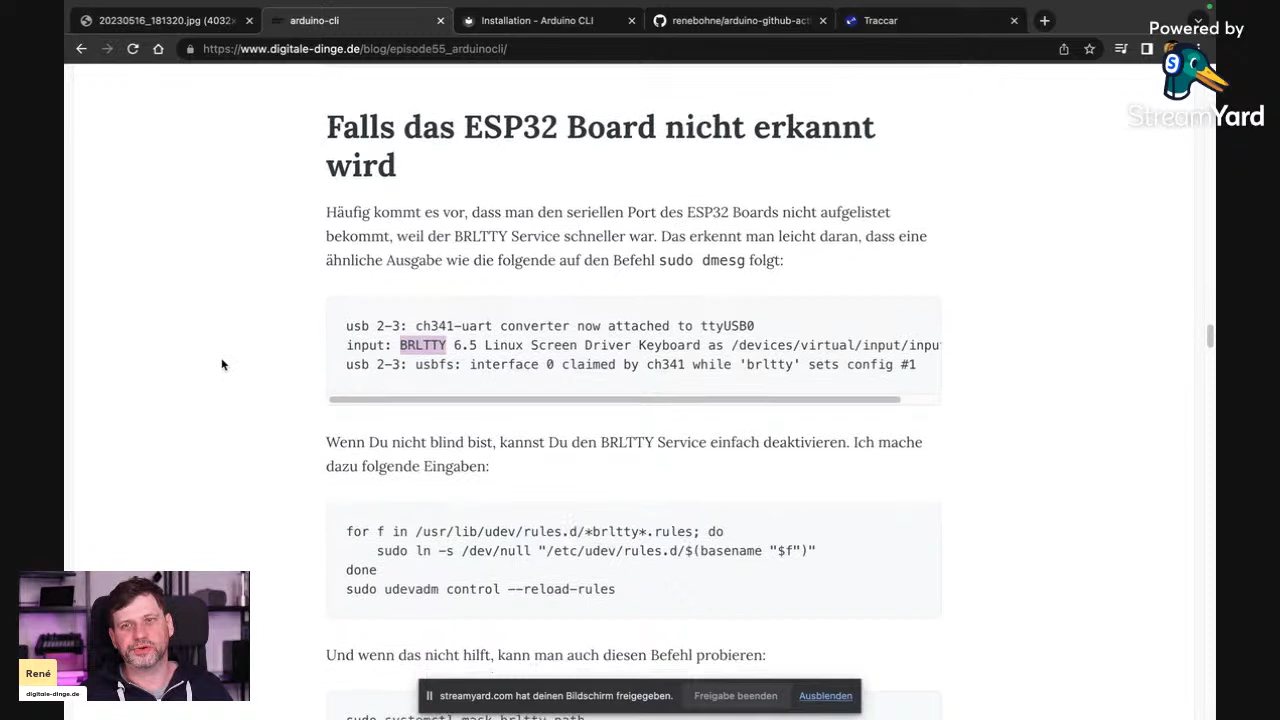 20230516_181320.jpg (4032×
arduino-cli
Installation - Arduino CLI
renebohne/arduino-github-act
Traccar
https://www.digitale-dinge.de/blog/episode55_arduinocli/
Powered by
S
StreamYard
Falls das ESP32 Board nicht erkannt
wird
Häufig kommt es vor, dass man den seriellen Port des ESP32 Boards nicht aufgelistet
bekommt, weil der BRLTTY Service schneller war. Das erkennt man leicht daran, dass eine
ähnliche Ausgabe wie die folgende auf den Befehl sudo dmesg folgt:
usb 2-3: ch341-uart converter now attached to ttyUSB0
input: BRLTTY 6.5 Linux Screen Driver Keyboard as /devices/virtual/input/inpu
usb 2-3: usbfs: interface 0 claimed by ch341 while 'brltty' sets config #1
Wenn Du nicht blind bist, kannst Du den BRLTTY Service einfach deaktivieren. Ich mache
dazu folgende Eingaben:
for f in /usr/lib/udev/rules.d/*brltty*.rules; do
sudo ln -s /dev/null "/etc/udev/rules.d/$(basename "$f")"
done
sudo udevadm control --reload-rules
Und wenn das nicht hilft, kann man auch diesen Befehl probieren:
sudo systemctl mask brltty.path
streamyard.com hat deinen Bildschirm freigegeben.
Freigabe beenden
Ausblenden
René
digitale-dinge.de